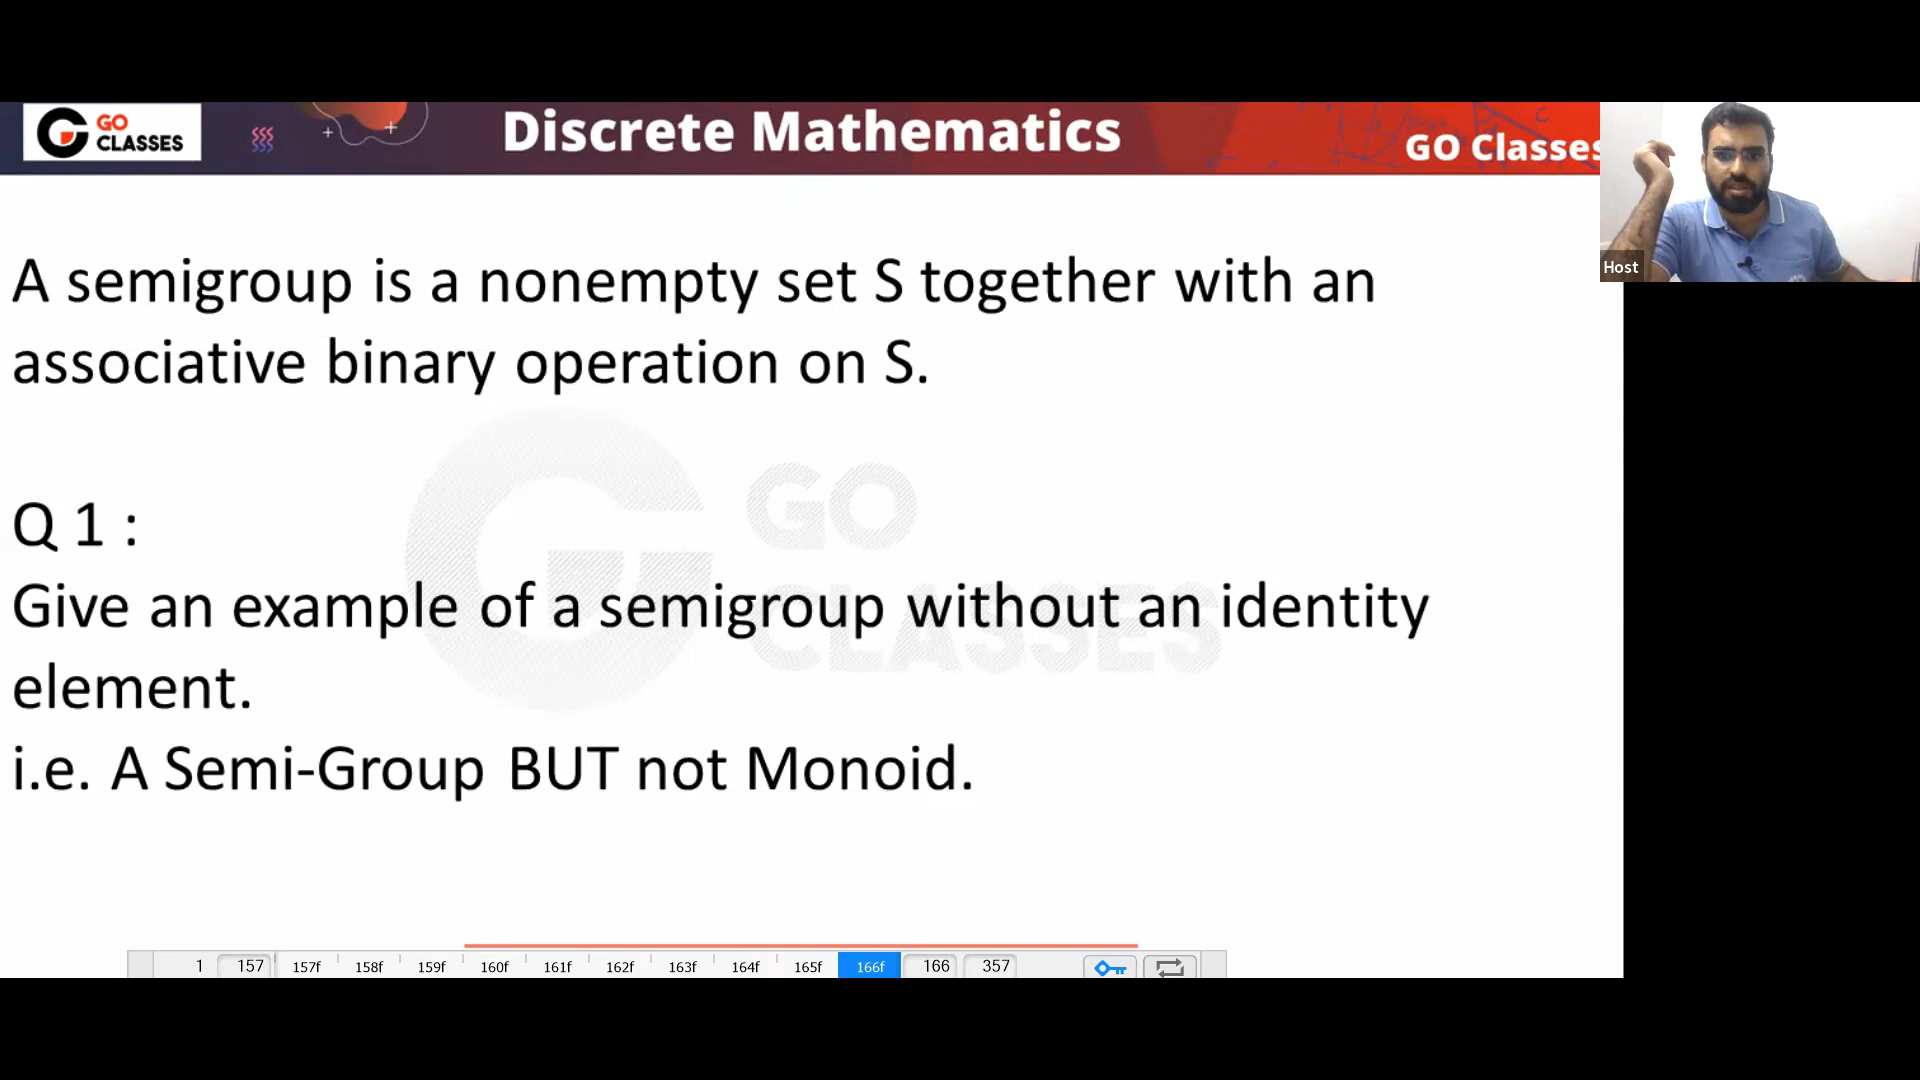 GO
CLASSES
Discrete Mathematics
GO Classes
Host
A semigroup is a nonempty set S together with an
associative binary operation on S.
GO
CLASSES
Q 1 :
Give an example of a semigroup without an identity
element.
i.e. A Semi-Group BUT not Monoid.
1 157 157f 158f 159f 160f 161f 162f 163f 164f 165f 166f 166 357